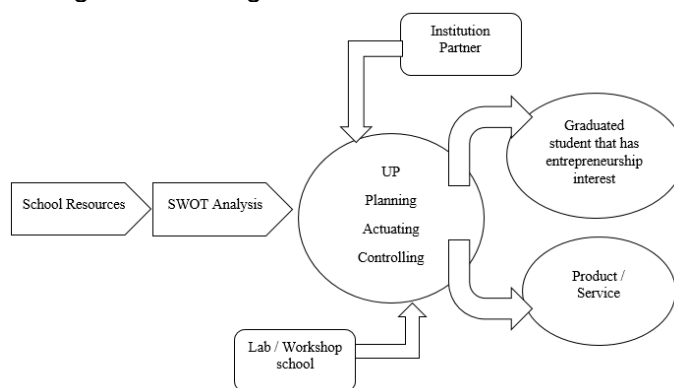 Institution
Partner
Graduated
student that has
entrepreneurship
interest
UP
Planning
Actuating
Controlling
School Resources
SWOT Analysis
Product /
Service
Lab / Workshop
school